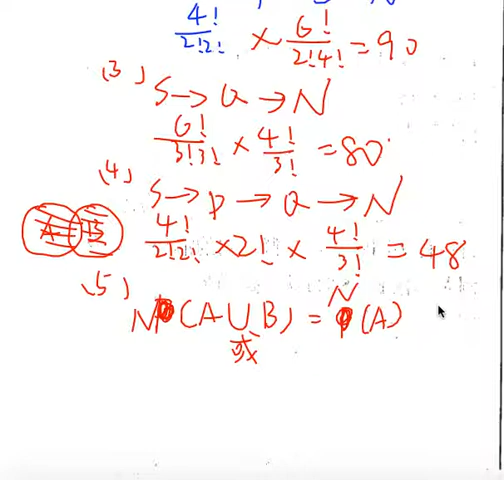 4!/2!2! × 6!/2!4! = 90
(3)
S → Q → N
6!/3!3! × 4!/3! = 80
(4)
S → P → Q → N
A B
4!/2!2! × 2! × 4!/3! = 48
(5)
N(A∪B) = N(A)
或